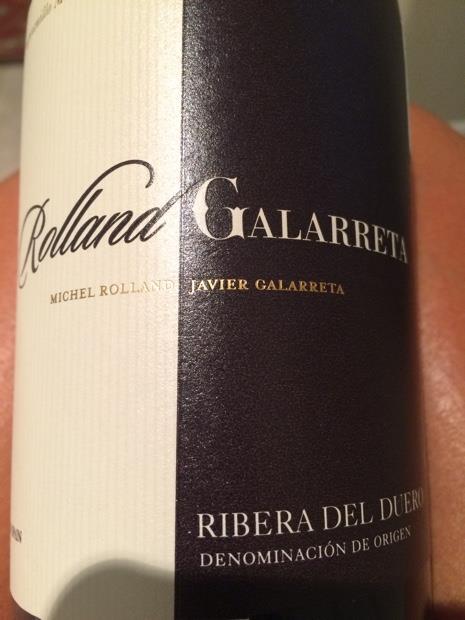 Rolland GALARRETA
MICHEL ROLLAND JAVIER GALARRETA
RIBERA DEL DUERO
DENOMINACIÓN DE ORIGEN